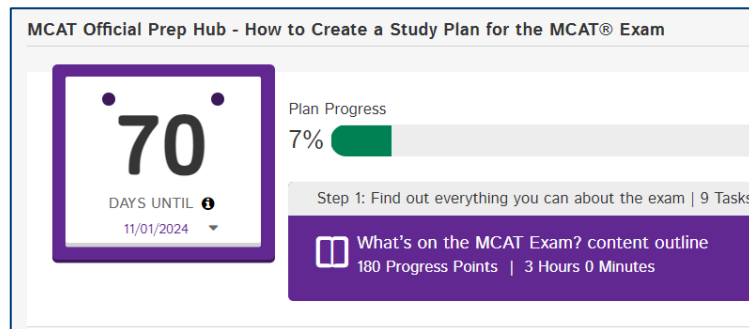 MCAT Official Prep Hub - How to Create a Study Plan for the MCAT® Exam
70
DAYS UNTIL
11/01/2024
Plan Progress
7%
Step 1: Find out everything you can about the exam | 9 Tasks
What's on the MCAT Exam? content outline
180 Progress Points | 3 Hours 0 Minutes